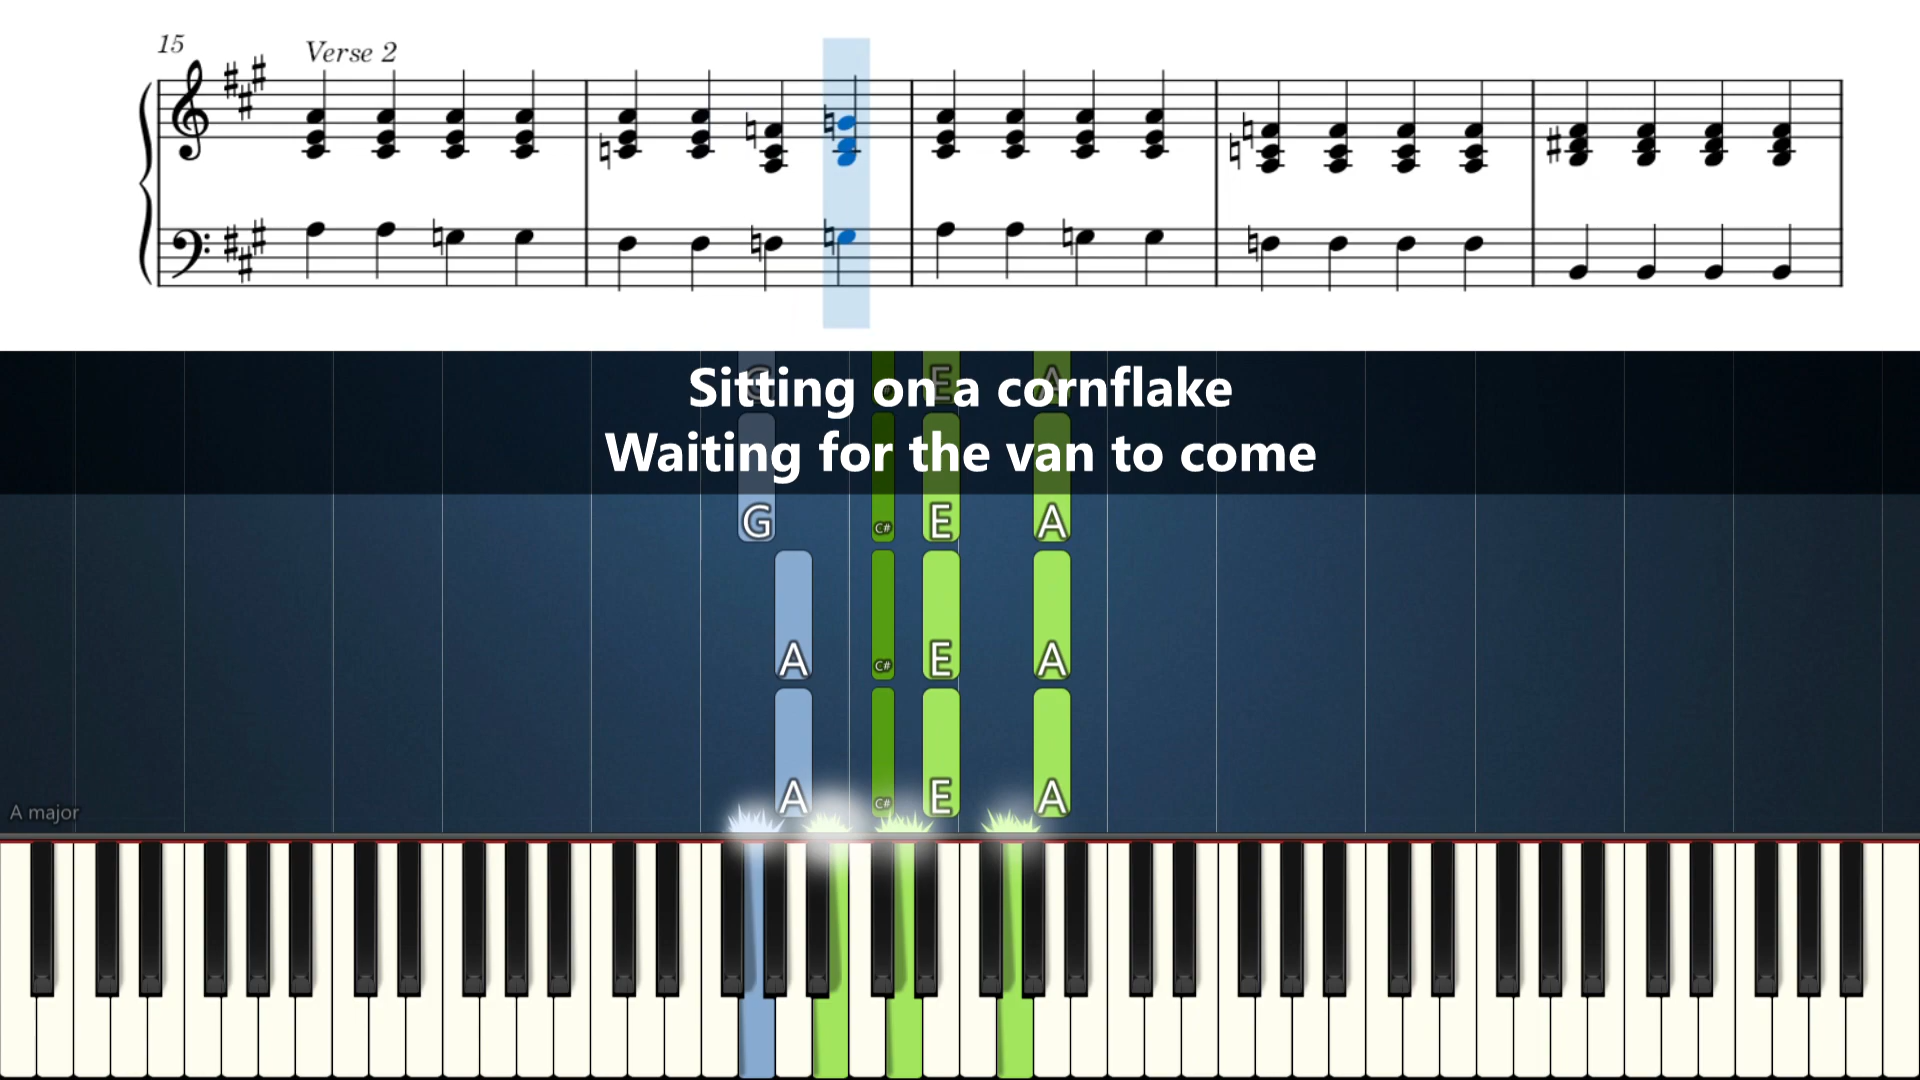 15
Verse 2
G E A
Sitting on a cornflake
Waiting for the van to come
G C# E A
A C# E A
A C# E A
A major